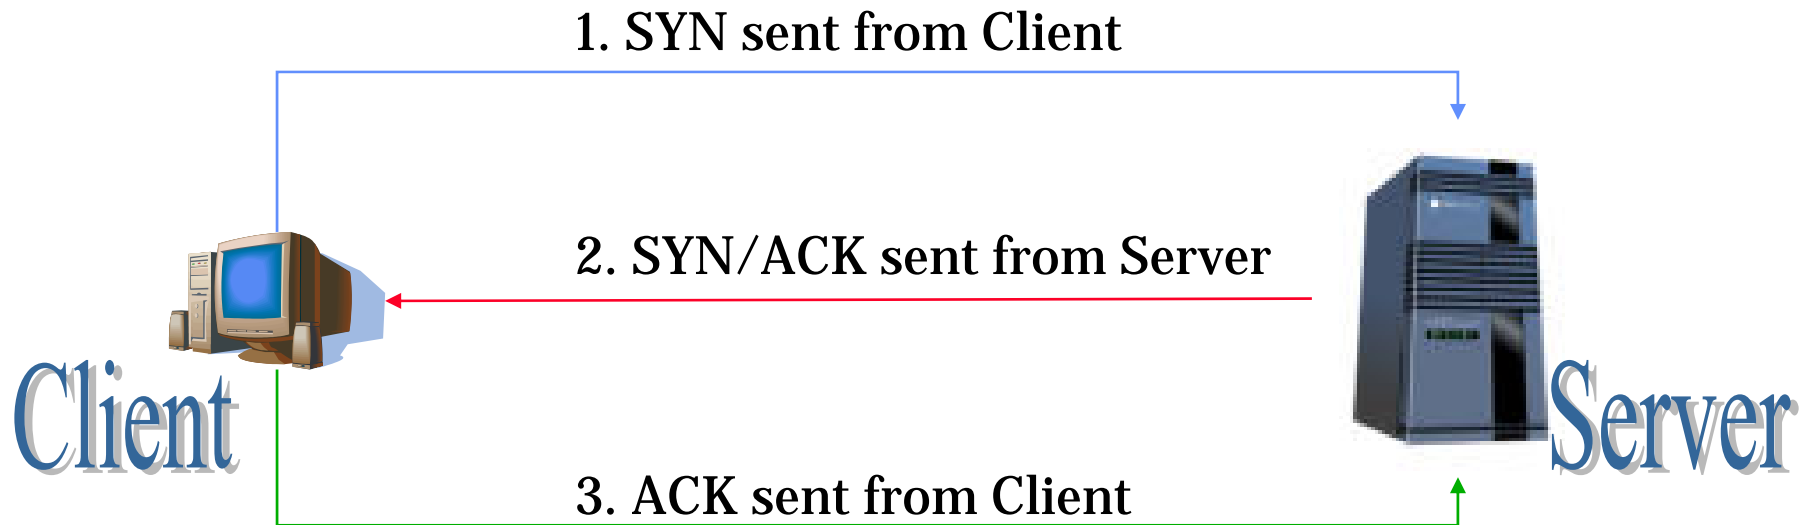 1. SYN sent from Client
2. SYN/ACK sent from Server
Client
Server
3. ACK sent from Client